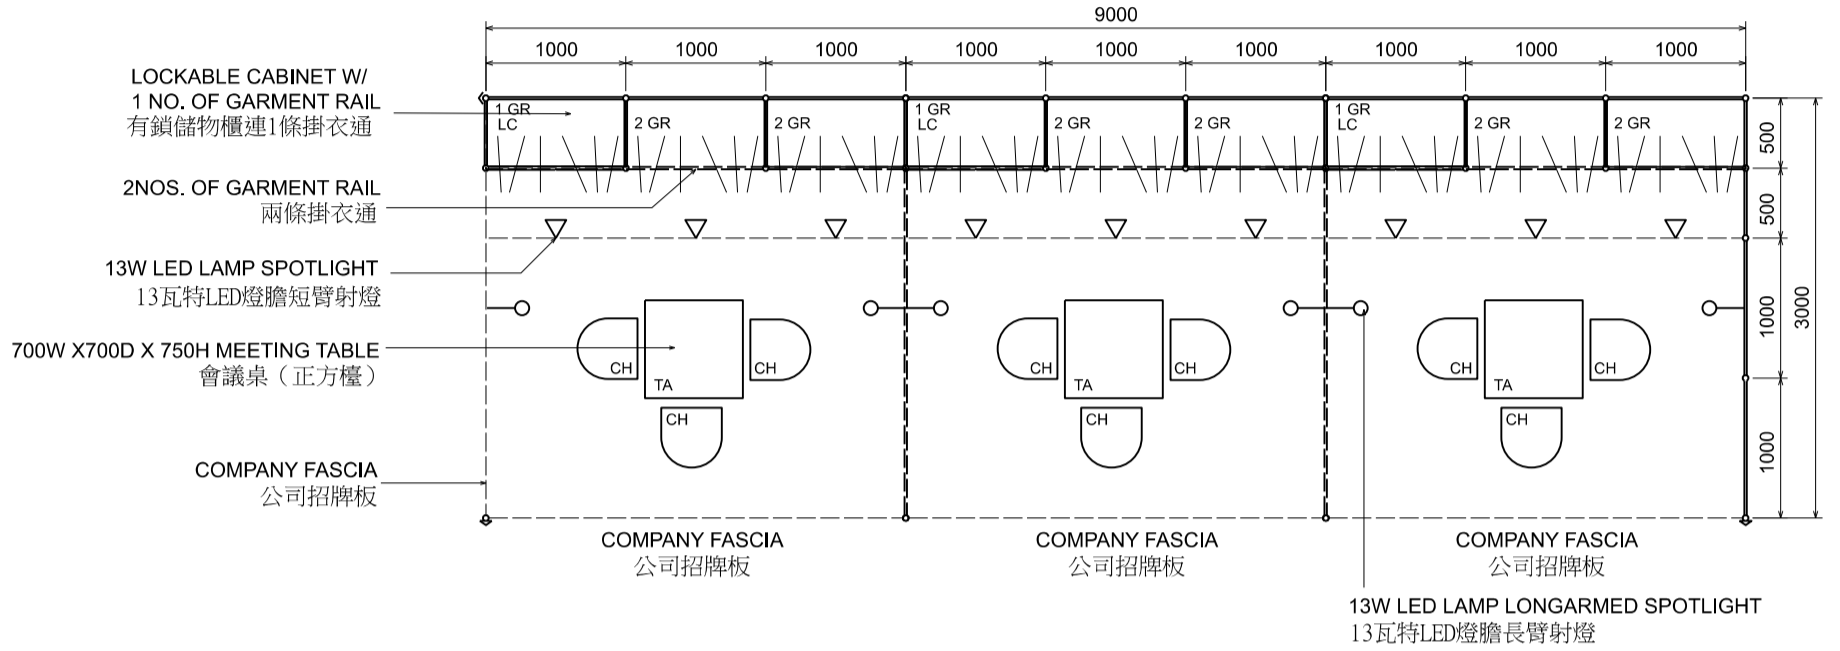 9000
1000 1000 1000 1000 1000 1000 1000 1000 1000
LOCKABLE CABINET W/
1 NO. OF GARMENT RAIL
有鎖儲物櫃連1條掛衣通
1 GR
LC
2 GR
2 GR
1 GR
LC
2 GR
2 GR
1 GR
LC
2 GR
2 GR
500
500
1000
1000
3000
2NOS. OF GARMENT RAIL
兩條掛衣通
13W LED LAMP SPOTLIGHT
13瓦特LED燈膽短臂射燈
700W X700D X 750H MEETING TABLE
會議桌（正方檯）
CH
TA
CH
CH
CH
TA
CH
CH
CH
TA
CH
CH
COMPANY FASCIA
公司招牌板
COMPANY FASCIA
公司招牌板
COMPANY FASCIA
公司招牌板
COMPANY FASCIA
公司招牌板
13W LED LAMP LONGARMED SPOTLIGHT
13瓦特LED燈膽長臂射燈